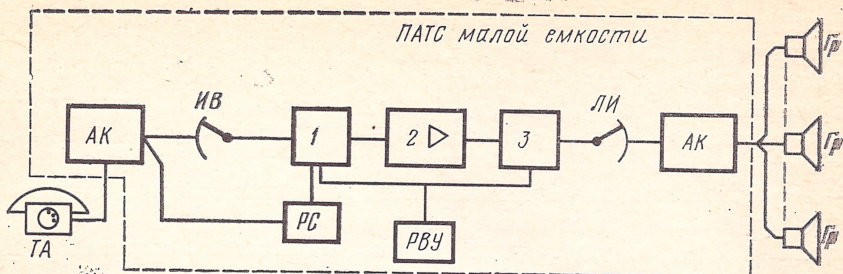 ПАТС малой емкости
Гр
ИВ
ЛИ
АК
1
2
3
АК
Гр
РС
РВУ
ТА
Гр